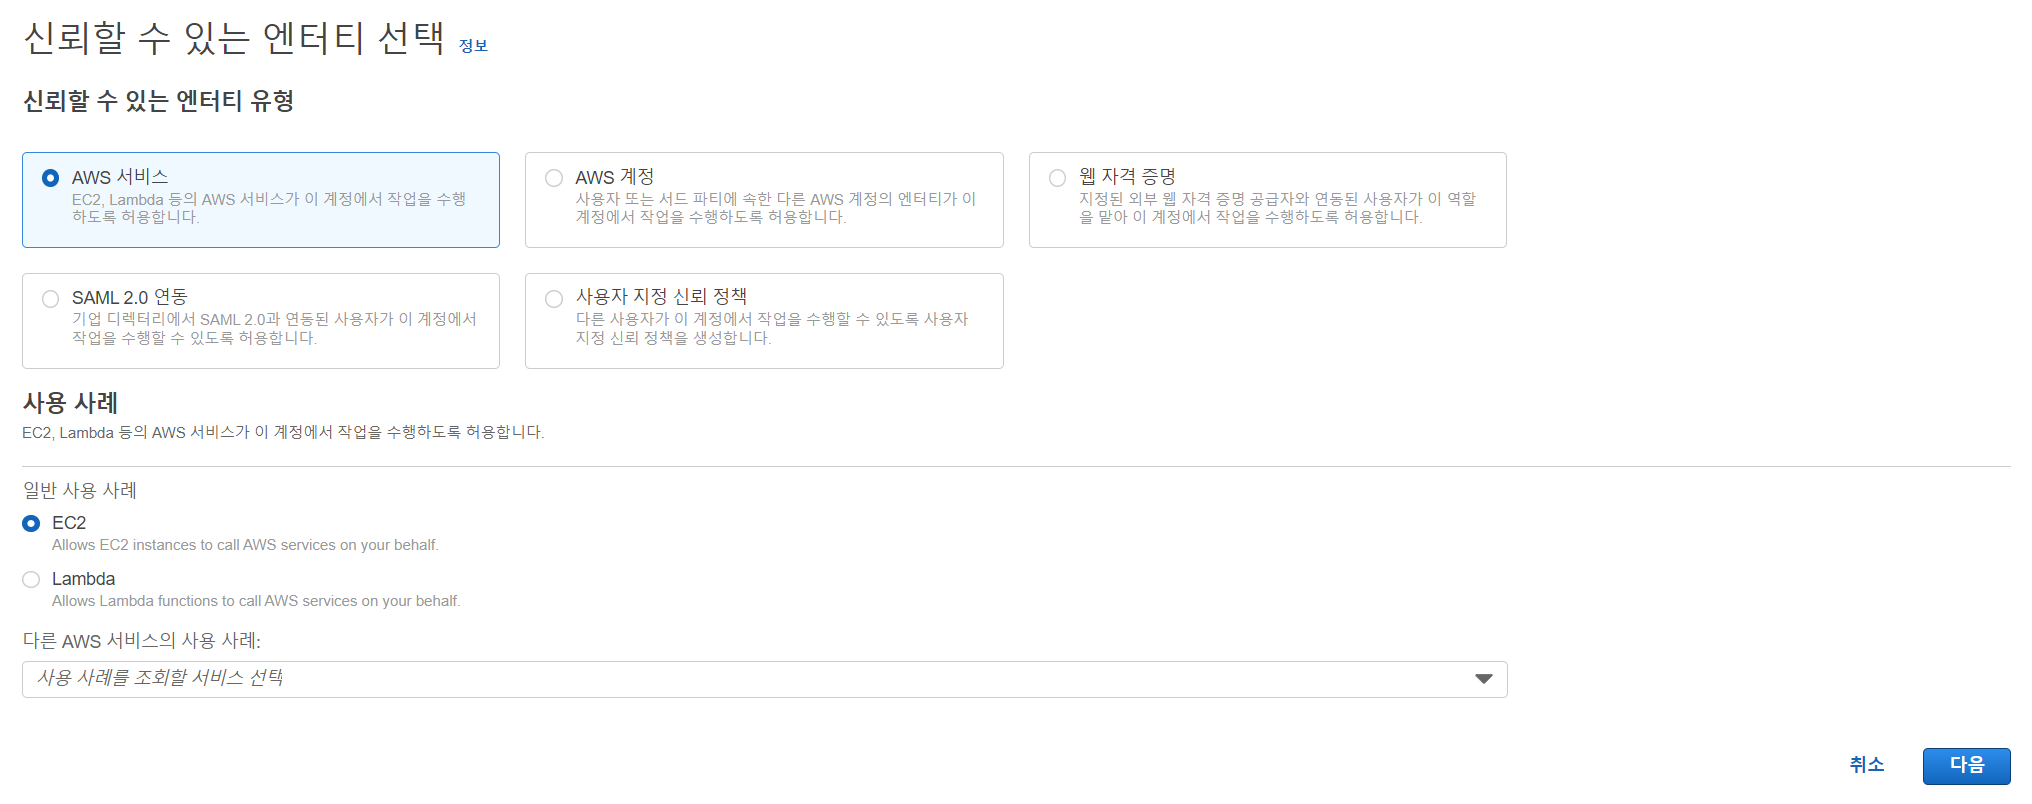 신뢰할 수 있는 엔터티 선택 정보
신뢰할 수 있는 엔터티 유형
AWS 서비스
EC2, Lambda 등의 AWS 서비스가 이 계정에서 작업을 수행
하도록 허용합니다.
AWS 계정
사용자 또는 서드 파티에 속한 다른 AWS 계정의 엔터티가 이
계정에서 작업을 수행하도록 허용합니다.
웹 자격 증명
지정된 외부 웹 자격 증명 공급자와 연동된 사용자가 이 역할
을 맡아 이 계정에서 작업을 수행하도록 허용합니다.
SAML 2.0 연동
기업 디렉터리에서 SAML 2.0과 연동된 사용자가 이 계정에서
작업을 수행할 수 있도록 허용합니다.
사용자 지정 신뢰 정책
다른 사용자가 이 계정에서 작업을 수행할 수 있도록 사용자
지정 신뢰 정책을 생성합니다.
사용 사례
EC2, Lambda 등의 AWS 서비스가 이 계정에서 작업을 수행하도록 허용합니다.
일반 사용 사례
EC2
Allows EC2 instances to call AWS services on your behalf.
Lambda
Allows Lambda functions to call AWS services on your behalf.
다른 AWS 서비스의 사용 사례:
사용 사례를 조회할 서비스 선택
취소
다음